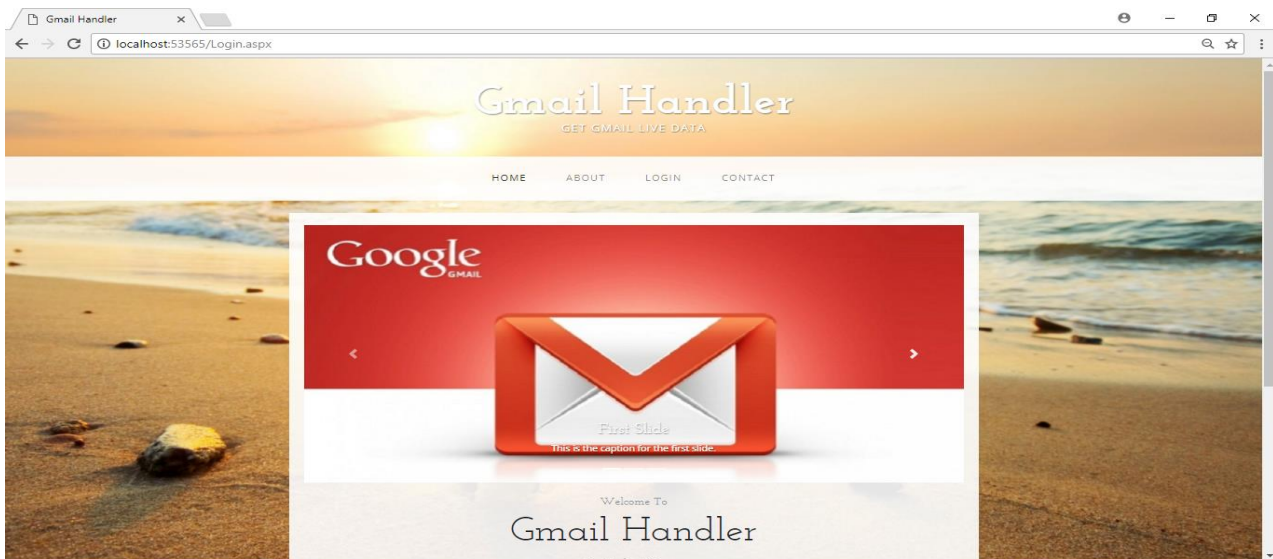 Gmail Handler
localhost:53565/Login.aspx
Gmail Handler
GET GMAIL LIVE DATA
HOME ABOUT LOGIN CONTACT
Google
GMAIL
First Slide
This is the caption for the first slide.
Welcome To
Gmail Handler